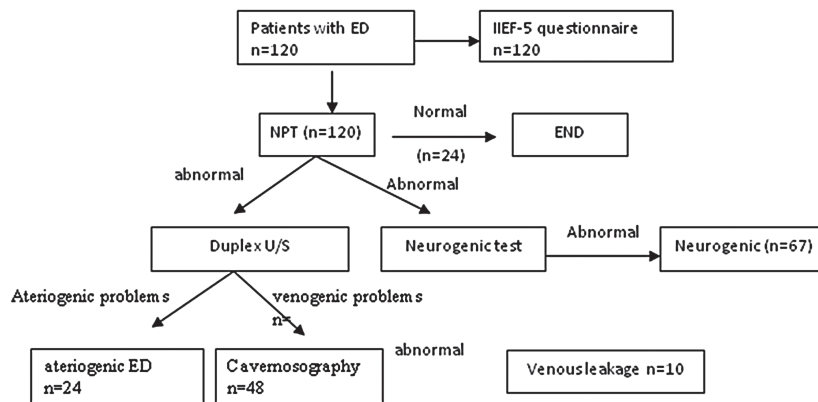 Patients with ED
n=120
IIEF-5 questionnaire
n=120
Normal
NPT (n=120)
END
(n=24)
abnormal
Abnormal
Duplex U/S
Neurogenic test
Abnormal
Neurogenic (n=67)
Ateriogenic problems
venogenic problems
n=
abnormal
ateriogenic ED
n=24
Cavernosography
n=48
Venous leakage n=10